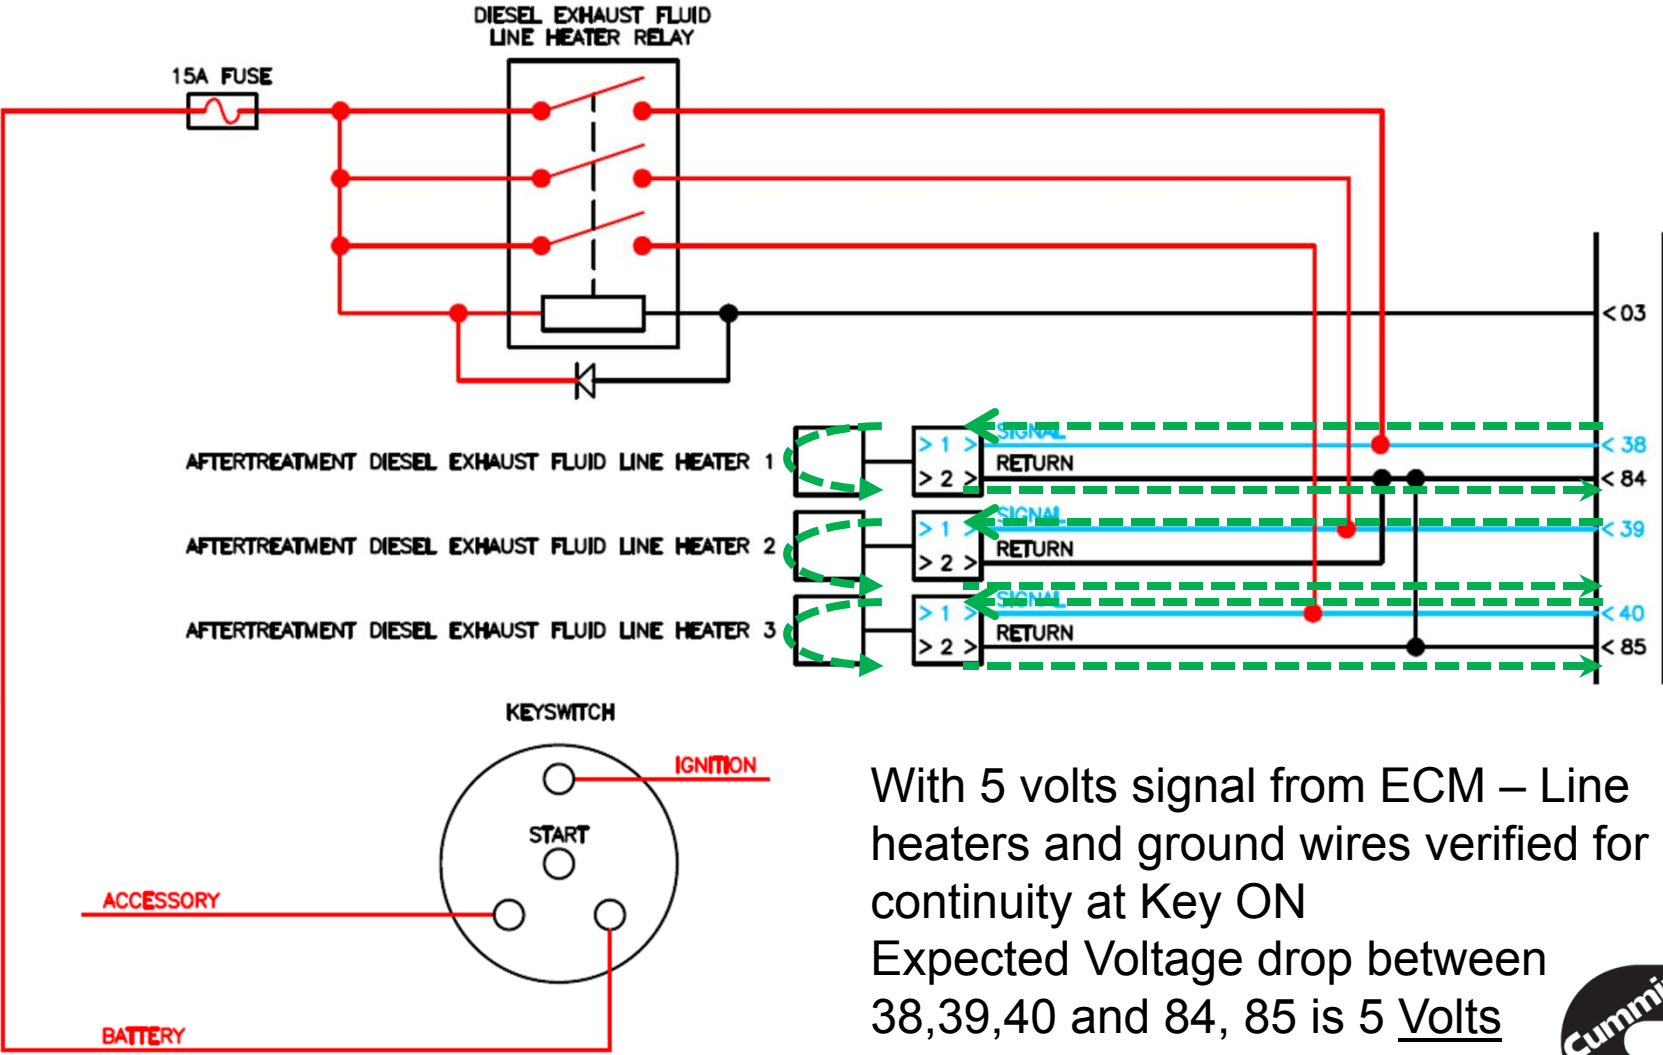 DIESEL EXHAUST FLUID
LINE HEATER RELAY
15A FUSE
<03
AFTERTREATMENT DIESEL EXHAUST FLUID LINE HEATER 1
> 1 >
SIGNAL
< 38
> 2 >
RETURN
< 84
AFTERTREATMENT DIESEL EXHAUST FLUID LINE HEATER 2
> 1 >
SIGNAL
< 39
> 2 >
RETURN
AFTERTREATMENT DIESEL EXHAUST FLUID LINE HEATER 3
> 1 >
SIGNAL
< 40
> 2 >
RETURN
< 85
KEYSWITCH
IGNITION
START
ACCESSORY
BATTERY
With 5 volts signal from ECM – Line
heaters and ground wires verified for
continuity at Key ON
Expected Voltage drop between
38,39,40 and 84, 85 is 5 Volts